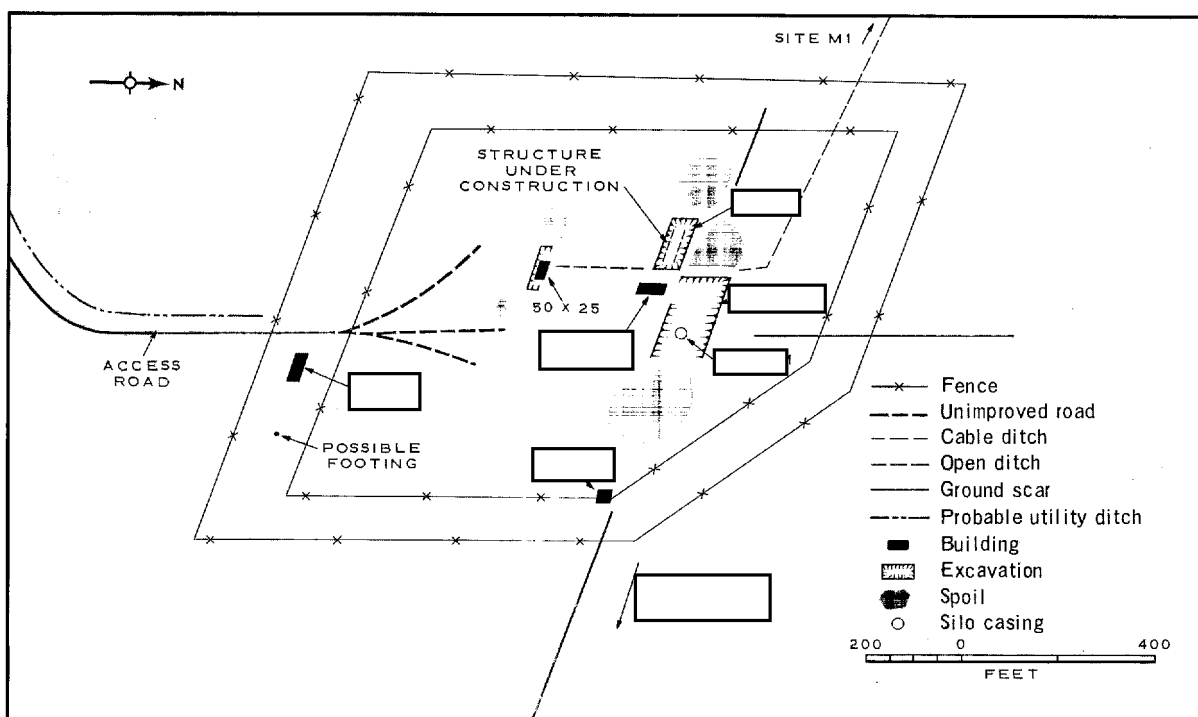 SITE M1
N
STRUCTURE
UNDER
CONSTRUCTION
50 X 25
ACCESS
ROAD
POSSIBLE
FOOTING
Fence
Unimproved road
Cable ditch
Open ditch
Ground scar
Probable utility ditch
Building
Excavation
Spoil
Silo casing
200 0 400
FEET